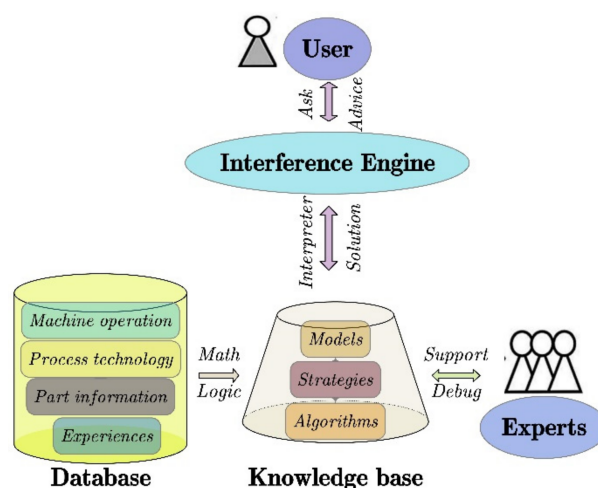 User
Ask
Advice
Interference Engine
Interpreter
Solution
Machine operation
Process technology
Part information
Experiences
Database
Math
Logic
Models
Strategies
Algorithms
Knowledge base
Support
Debug
Experts